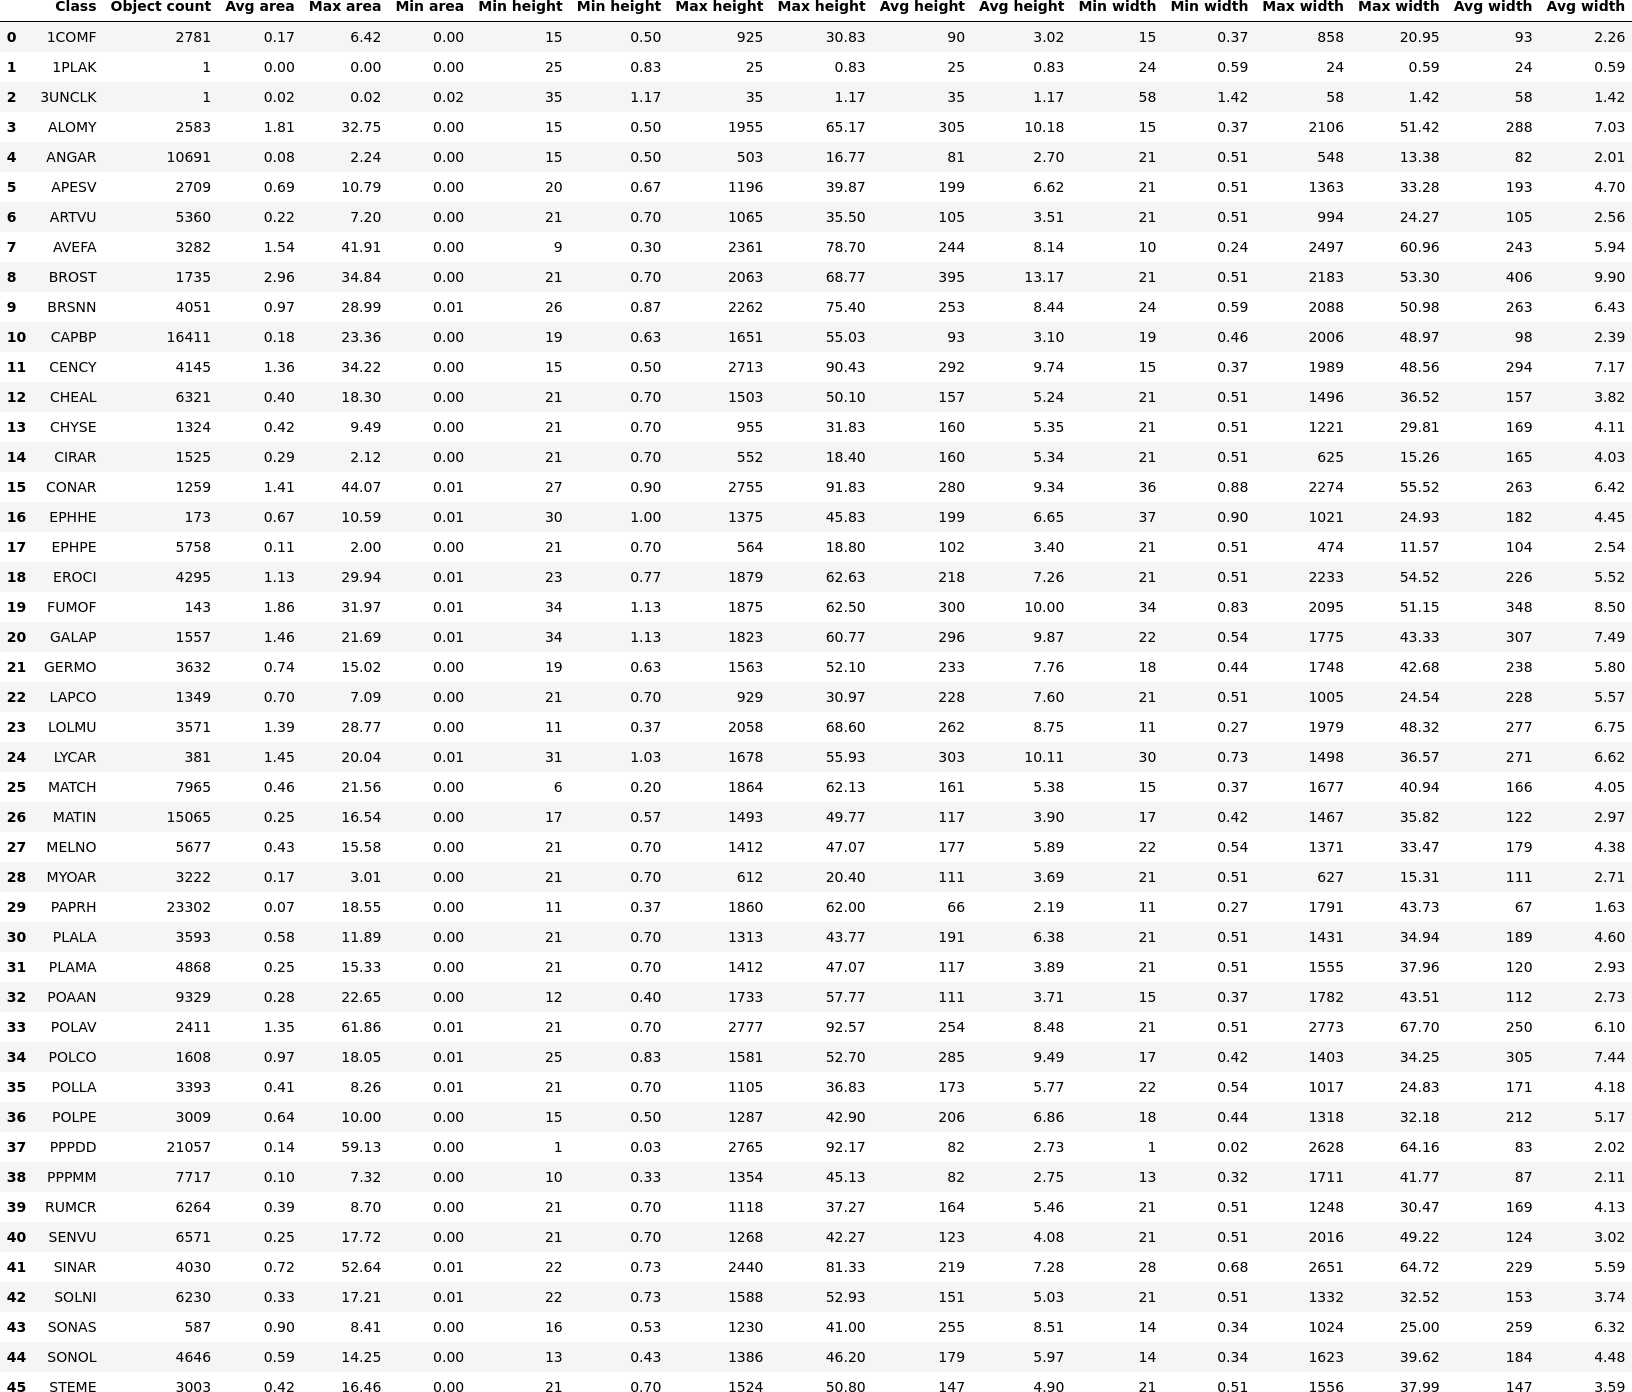 Class Object count Avg area Max area Min area Min height Min height Max height Max height Avg height Avg height Min width Min width Max width Max width Avg width Avg width
0 1COMF 2781 0.17 6.42 0.00 15 0.50 925 30.83 90 3.02 15 0.37 858 20.95 93 2.26
1 1PLAK 1 0.00 0.00 0.00 25 0.83 25 0.83 25 0.83 24 0.59 24 0.59 24 0.59
2 3UNCLK 1 0.02 0.02 0.02 35 1.17 35 1.17 35 1.17 58 1.42 58 1.42 58 1.42
3 ALOMY 2583 1.81 32.75 0.00 15 0.50 1955 65.17 305 10.18 15 0.37 2106 51.42 288 7.03
4 ANGAR 10691 0.08 2.24 0.00 15 0.50 503 16.77 81 2.70 21 0.51 548 13.38 82 2.01
5 APESV 2709 0.69 10.79 0.00 20 0.67 1196 39.87 199 6.62 21 0.51 1363 33.28 193 4.70
6 ARTVU 5360 0.22 7.20 0.00 21 0.70 1065 35.50 105 3.51 21 0.51 994 24.27 105 2.56
7 AVEFA 3282 1.54 41.91 0.00 9 0.30 2361 78.70 244 8.14 10 0.24 2497 60.96 243 5.94
8 BROST 1735 2.96 34.84 0.00 21 0.70 2063 68.77 395 13.17 21 0.51 2183 53.30 406 9.90
9 BRSNN 4051 0.97 28.99 0.01 26 0.87 2262 75.40 253 8.44 24 0.59 2088 50.98 263 6.43
10 CAPBP 16411 0.18 23.36 0.00 19 0.63 1651 55.03 93 3.10 19 0.46 2006 48.97 98 2.39
11 CENCY 4145 1.36 34.22 0.00 15 0.50 2713 90.43 292 9.74 15 0.37 1989 48.56 294 7.17
12 CHEAL 6321 0.40 18.30 0.00 21 0.70 1503 50.10 157 5.24 21 0.51 1496 36.52 157 3.82
13 CHYSE 1324 0.42 9.49 0.00 21 0.70 955 31.83 160 5.35 21 0.51 1221 29.81 169 4.11
14 CIRAR 1525 0.29 2.12 0.00 21 0.70 552 18.40 160 5.34 21 0.51 625 15.26 165 4.03
15 CONAR 1259 1.41 44.07 0.01 27 0.90 2755 91.83 280 9.34 36 0.88 2274 55.52 263 6.42
16 EPHHE 173 0.67 10.59 0.01 30 1.00 1375 45.83 199 6.65 37 0.90 1021 24.93 182 4.45
17 EPHPE 5758 0.11 2.00 0.00 21 0.70 564 18.80 102 3.40 21 0.51 474 11.57 104 2.54
18 EROCI 4295 1.13 29.94 0.01 23 0.77 1879 62.63 218 7.26 21 0.51 2233 54.52 226 5.52
19 FUMOF 143 1.86 31.97 0.01 34 1.13 1875 62.50 300 10.00 34 0.83 2095 51.15 348 8.50
20 GALAP 1557 1.46 21.69 0.01 34 1.13 1823 60.77 296 9.87 22 0.54 1775 43.33 307 7.49
21 GERMO 3632 0.74 15.02 0.00 19 0.63 1563 52.10 233 7.76 18 0.44 1748 42.68 238 5.80
22 LAPCO 1349 0.70 7.09 0.00 21 0.70 929 30.97 228 7.60 21 0.51 1005 24.54 228 5.57
23 LOLMU 3571 1.39 28.77 0.00 11 0.37 2058 68.60 262 8.75 11 0.27 1979 48.32 277 6.75
24 LYCAR 381 1.45 20.04 0.01 31 1.03 1678 55.93 303 10.11 30 0.73 1498 36.57 271 6.62
25 MATCH 7965 0.46 21.56 0.00 6 0.20 1864 62.13 161 5.38 15 0.37 1677 40.94 166 4.05
26 MATIN 15065 0.25 16.54 0.00 17 0.57 1493 49.77 117 3.90 17 0.42 1467 35.82 122 2.97
27 MELNO 5677 0.43 15.58 0.00 21 0.70 1412 47.07 177 5.89 22 0.54 1371 33.47 179 4.38
28 MYOAR 3222 0.17 3.01 0.00 21 0.70 612 20.40 111 3.69 21 0.51 627 15.31 111 2.71
29 PAPRH 23302 0.07 18.55 0.00 11 0.37 1860 62.00 66 2.19 11 0.27 1791 43.73 67 1.63
30 PLALA 3593 0.58 11.89 0.00 21 0.70 1313 43.77 191 6.38 21 0.51 1431 34.94 189 4.60
31 PLAMA 4868 0.25 15.33 0.00 21 0.70 1412 47.07 117 3.89 21 0.51 1555 37.96 120 2.93
32 POAAN 9329 0.28 22.65 0.00 12 0.40 1733 57.77 111 3.71 15 0.37 1782 43.51 112 2.73
33 POLAV 2411 1.35 61.86 0.01 21 0.70 2777 92.57 254 8.48 21 0.51 2773 67.70 250 6.10
34 POLCO 1608 0.97 18.05 0.01 25 0.83 1581 52.70 285 9.49 17 0.42 1403 34.25 305 7.44
35 POLLA 3393 0.41 8.26 0.01 21 0.70 1105 36.83 173 5.77 22 0.54 1017 24.83 171 4.18
36 POLPE 3009 0.64 10.00 0.00 15 0.50 1287 42.90 206 6.86 18 0.44 1318 32.18 212 5.17
37 PPPDD 21057 0.14 59.13 0.00 1 0.03 2765 92.17 82 2.73 1 0.02 2628 64.16 83 2.02
38 PPPMM 7717 0.10 7.32 0.00 10 0.33 1354 45.13 82 2.75 13 0.32 1711 41.77 87 2.11
39 RUMCR 6264 0.39 8.70 0.00 21 0.70 1118 37.27 164 5.46 21 0.51 1248 30.47 169 4.13
40 SENVU 6571 0.25 17.72 0.00 21 0.70 1268 42.27 123 4.08 21 0.51 2016 49.22 124 3.02
41 SINAR 4030 0.72 52.64 0.01 22 0.73 2440 81.33 219 7.28 28 0.68 2651 64.72 229 5.59
42 SOLNI 6230 0.33 17.21 0.01 22 0.73 1588 52.93 151 5.03 21 0.51 1332 32.52 153 3.74
43 SONAS 587 0.90 8.41 0.00 16 0.53 1230 41.00 255 8.51 14 0.34 1024 25.00 259 6.32
44 SONOL 4646 0.59 14.25 0.00 13 0.43 1386 46.20 179 5.97 14 0.34 1623 39.62 184 4.48
45 STEME 3003 0.42 16.46 0.00 21 0.70 1524 50.80 147 4.90 21 0.51 1556 37.99 147 3.59